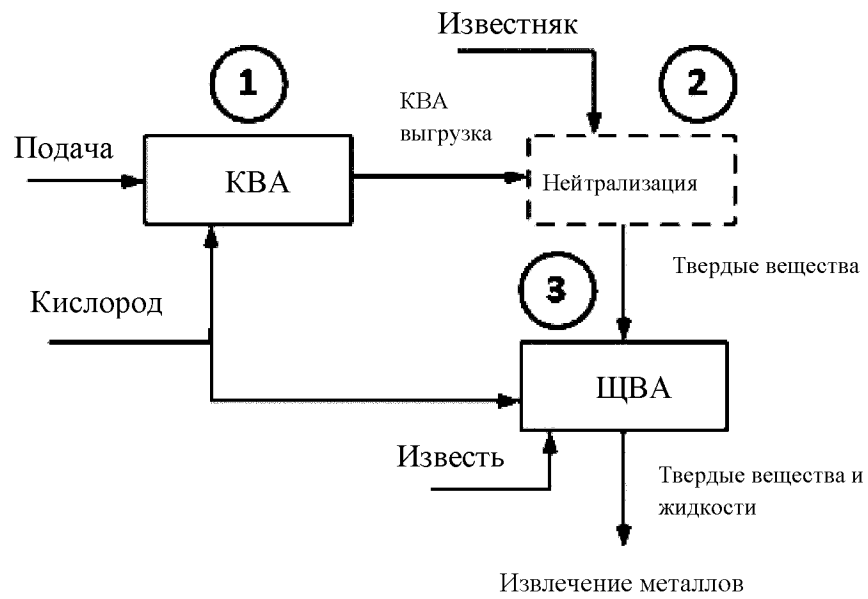 Известняк
1
2
КВА
выгрузка
Подача
КВА
Нейтрализация
Твердые вещества
3
Кислород
ЩВА
Известь
Твердые вещества и
жидкости
Извлечение металлов